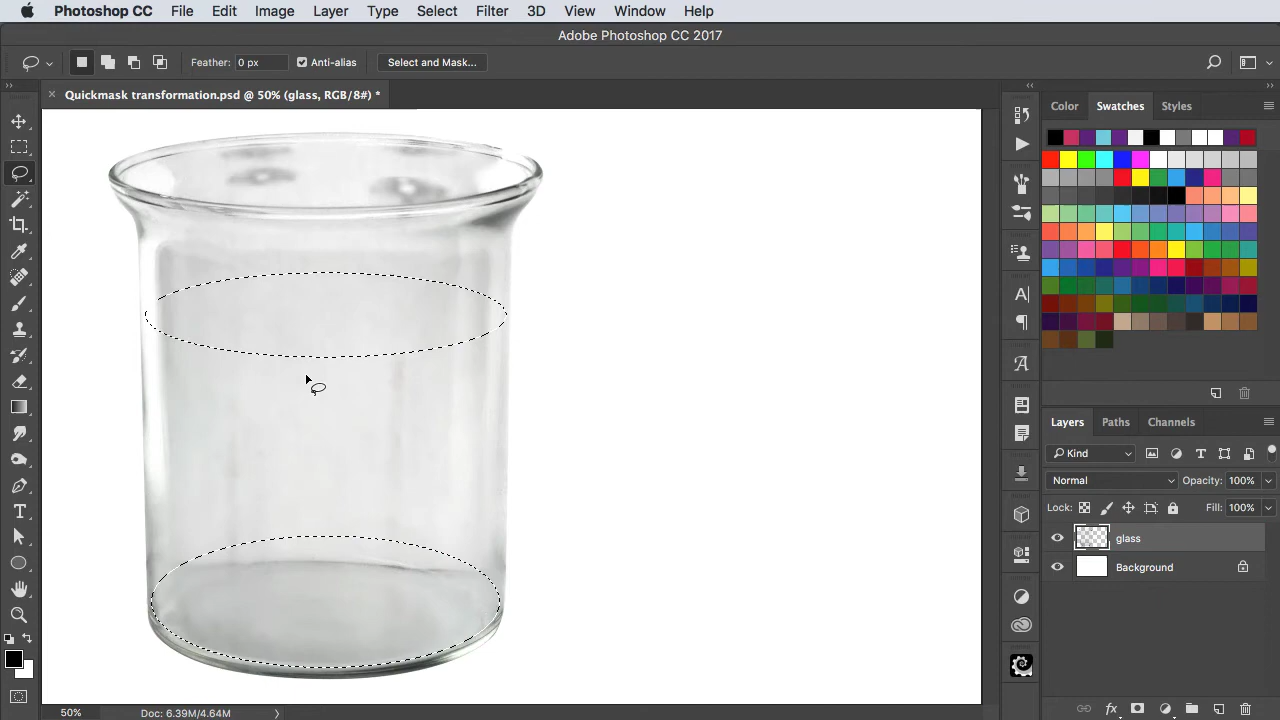 Photoshop CC File Edit Image Layer Type Select Filter 3D View Window Help
Adobe Photoshop CC 2017
Feather: 0 px Anti-alias Select and Mask...
Quickmask transformation.psd @ 50% (glass, RGB/8#) *
Color Swatches Styles
Layers Paths Channels
Kind
Normal Opacity: 100%
Lock: Fill: 100%
glass
Background
50% Doc: 6.39M/4.64M